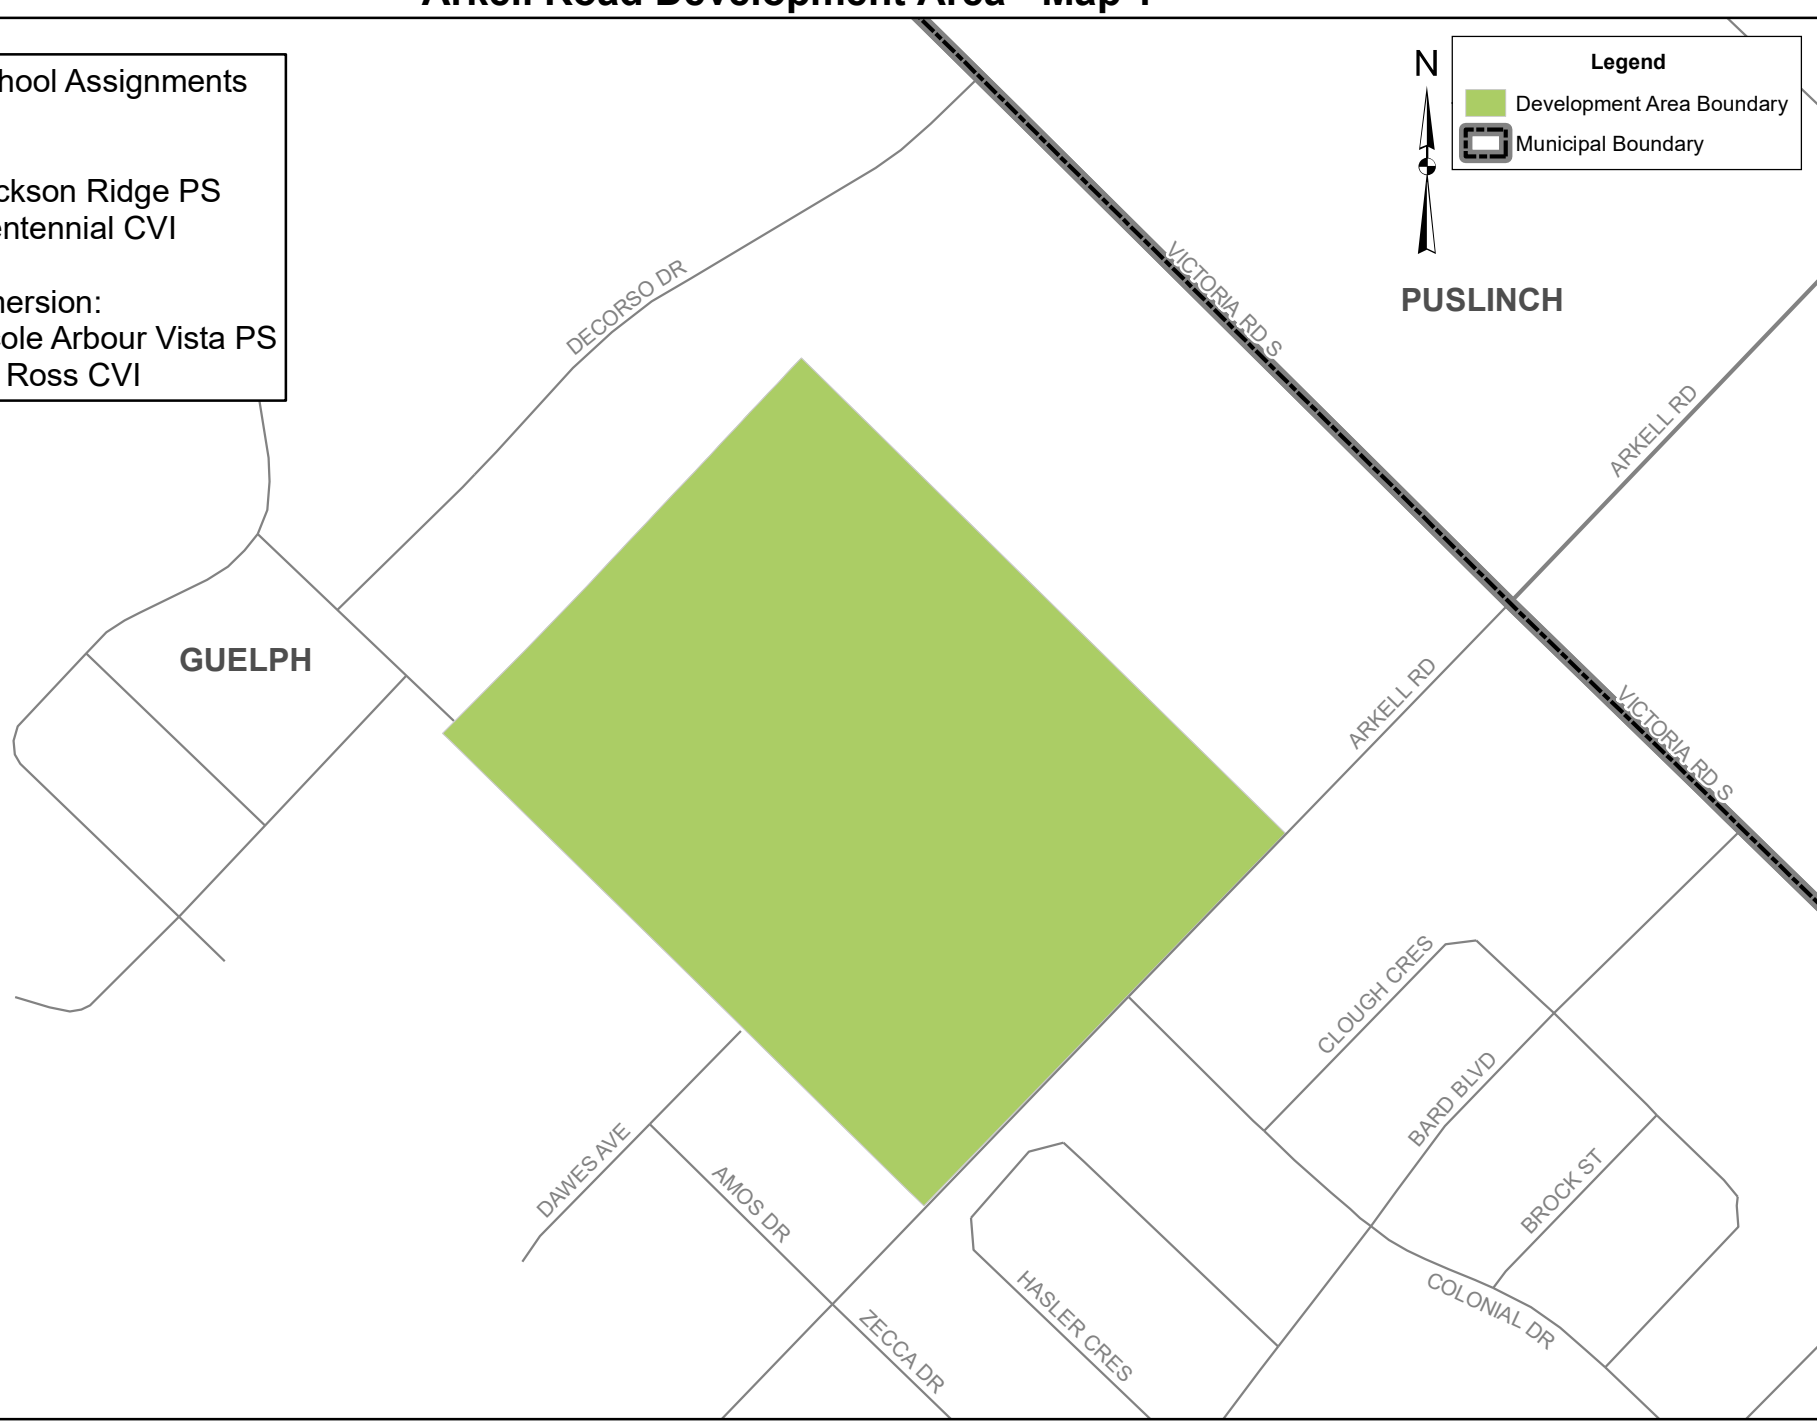 Arkell Road Development Area - Map
hool Assignments
ckson Ridge PS
entennial CVI
nersion:
ole Arbour Vista PS
Ross CVI
N
Legend
Development Area Boundary
Municipal Boundary
PUSLINCH
GUELPH
DECORSO DR
VICTORIA RD S
ARKELL RD
ARKELL RD
VICTORIA RD S
CLOUGH CRES
BARD BLVD
BROCK ST
COLONIAL DR
DAWES AVE
AMOS DR
ZECCA DR
HASLER CRES